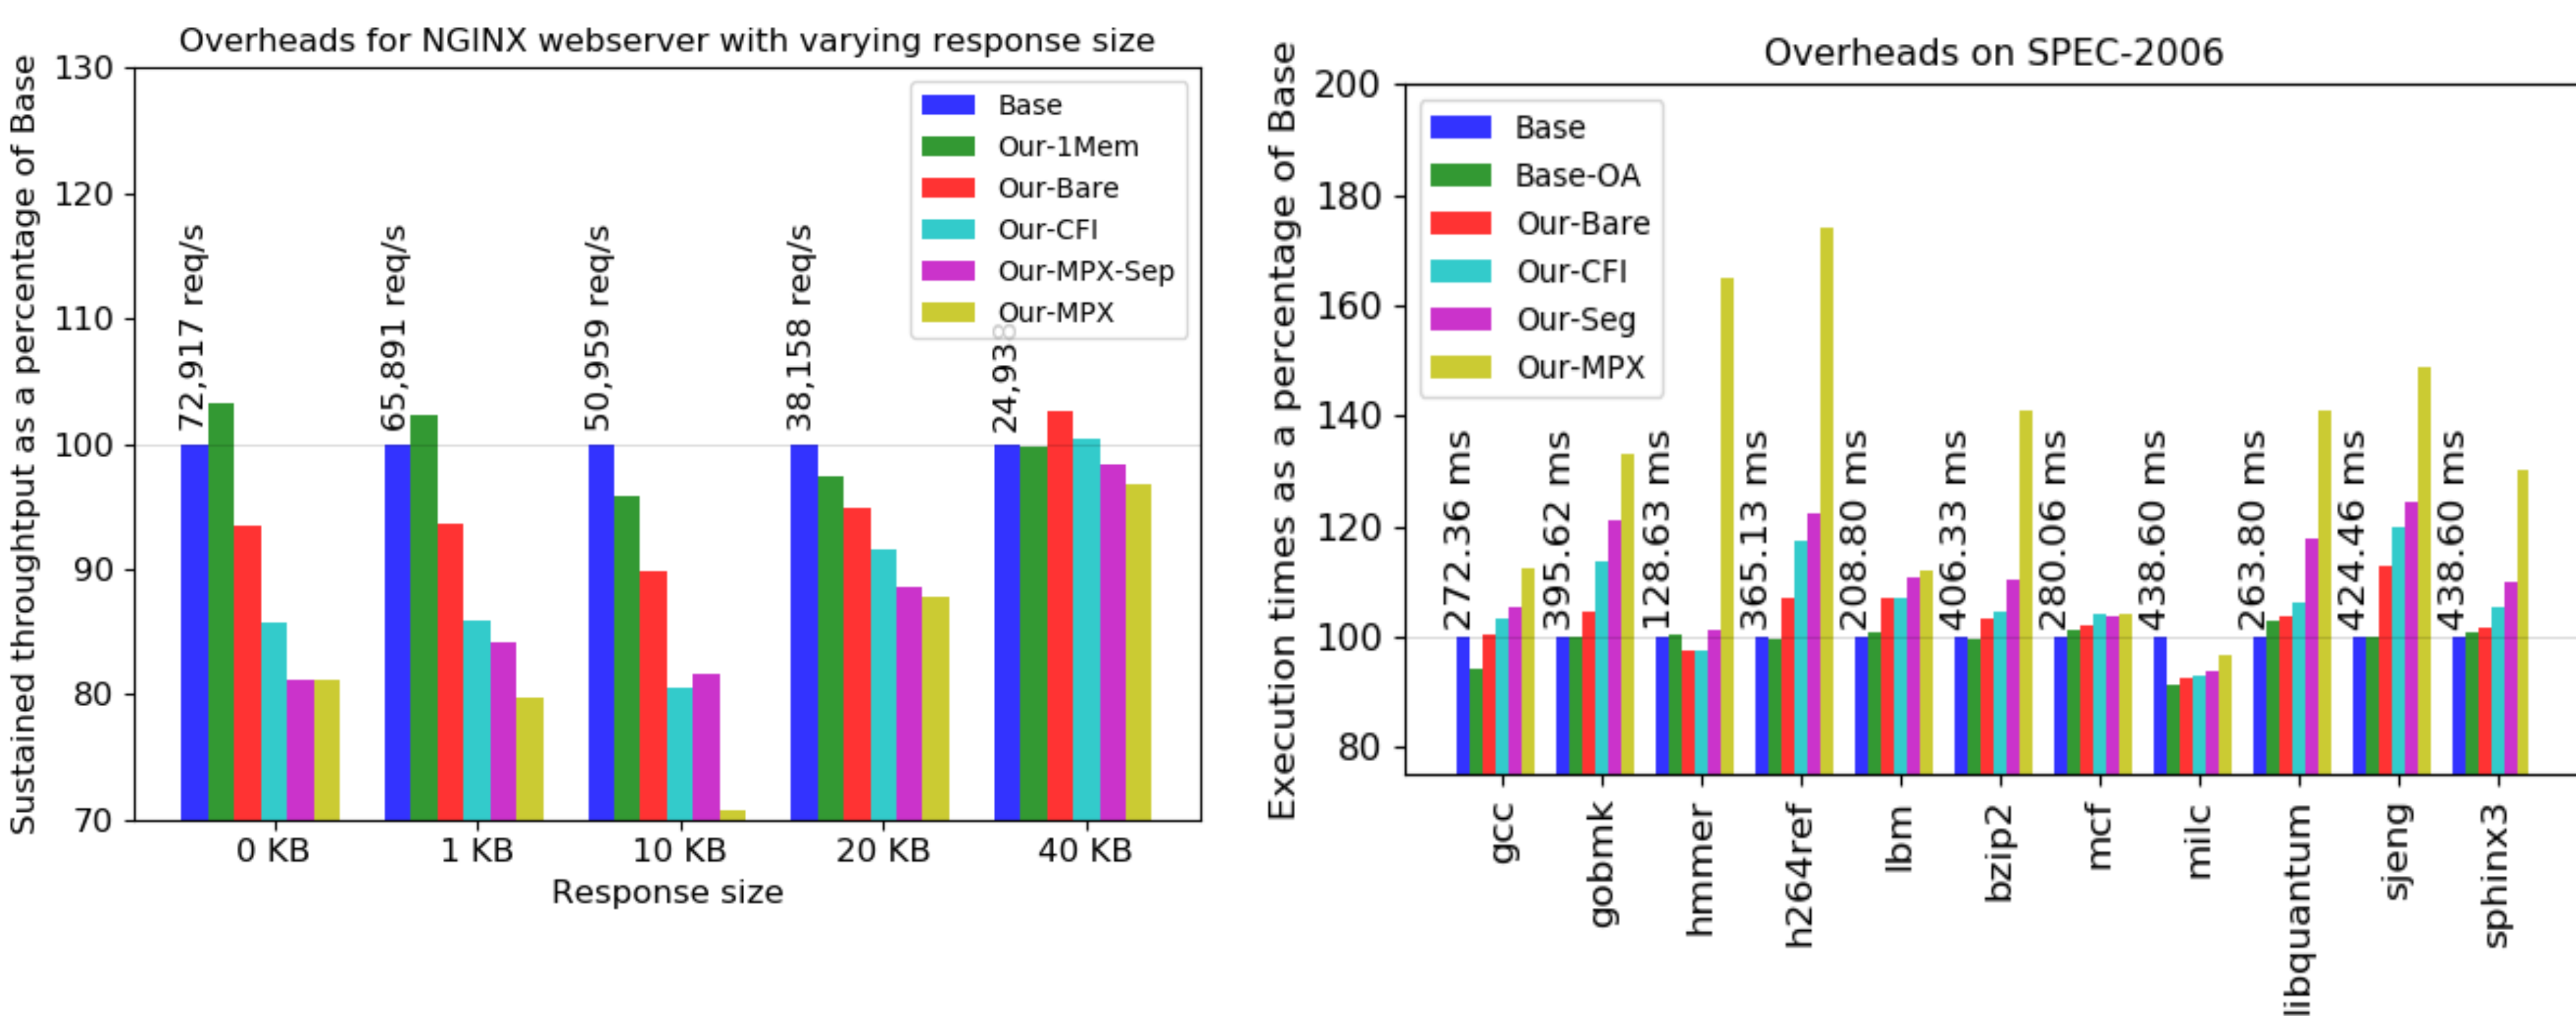 Overheads for NGINX webserver with varying response size
Sustained throughtput as a percentage of Base
130
120
110
100
90
80
70
Base
Our-1Mem
Our-Bare
Our-CFI
Our-MPX-Sep
Our-MPX
72,917 req/s
65,891 req/s
50,959 req/s
38,158 req/s
24,938
0 KB
1 KB
10 KB
20 KB
40 KB
Response size
Overheads on SPEC-2006
Execution times as a percentage of Base
200
180
160
140
120
100
80
Base
Base-OA
Our-Bare
Our-CFI
Our-Seg
Our-MPX
272.36 ms
395.62 ms
128.63 ms
365.13 ms
208.80 ms
406.33 ms
280.06 ms
438.60 ms
263.80 ms
424.46 ms
438.60 ms
gcc
gobmk
hmmer
h264ref
lbm
bzip2
mcf
milc
libquantum
sjeng
sphinx3